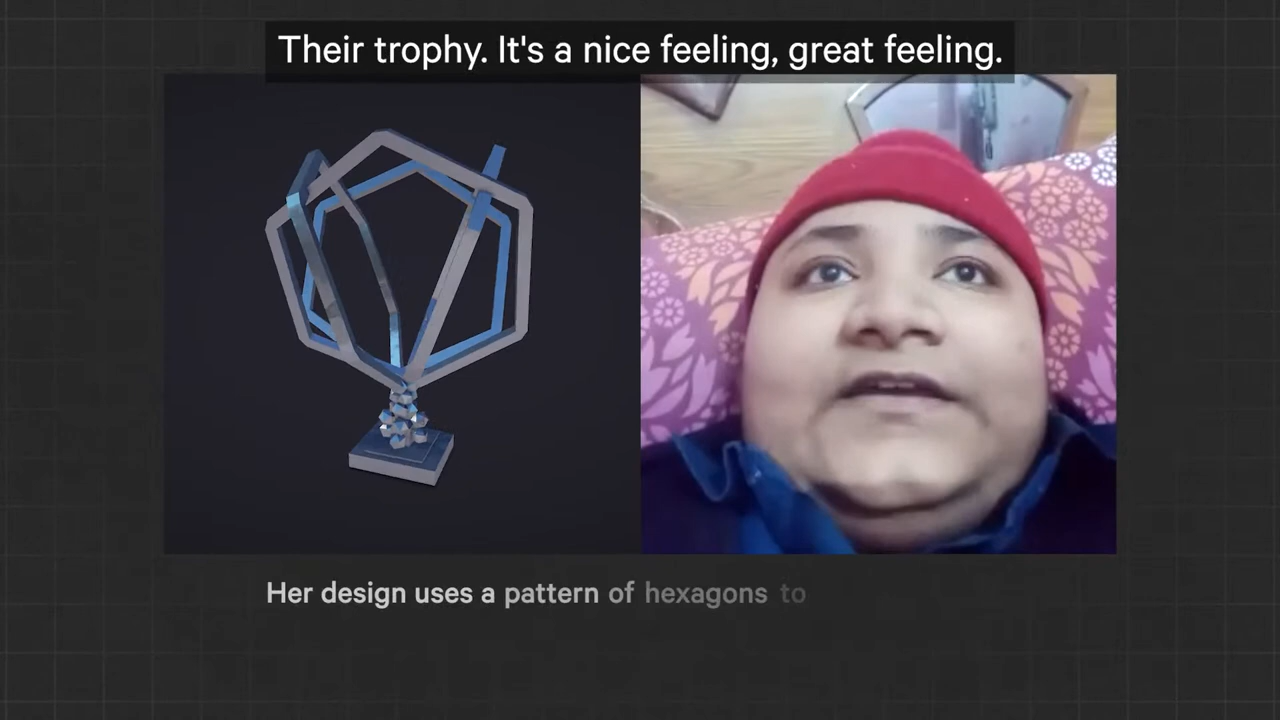 Their trophy. It's a nice feeling, great feeling.
Her design uses a pattern of hexagons to